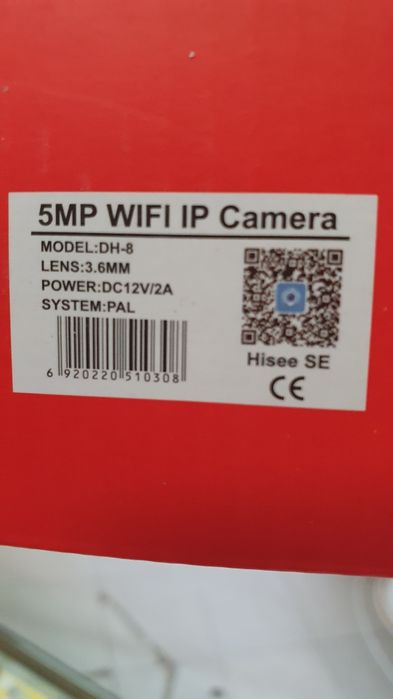 5MP WIFI IP Camera
MODEL:DH-8
LENS:3.6MM
POWER:DC12V/2A
SYSTEM:PAL
6 920220 510308
Hisee SE
CE